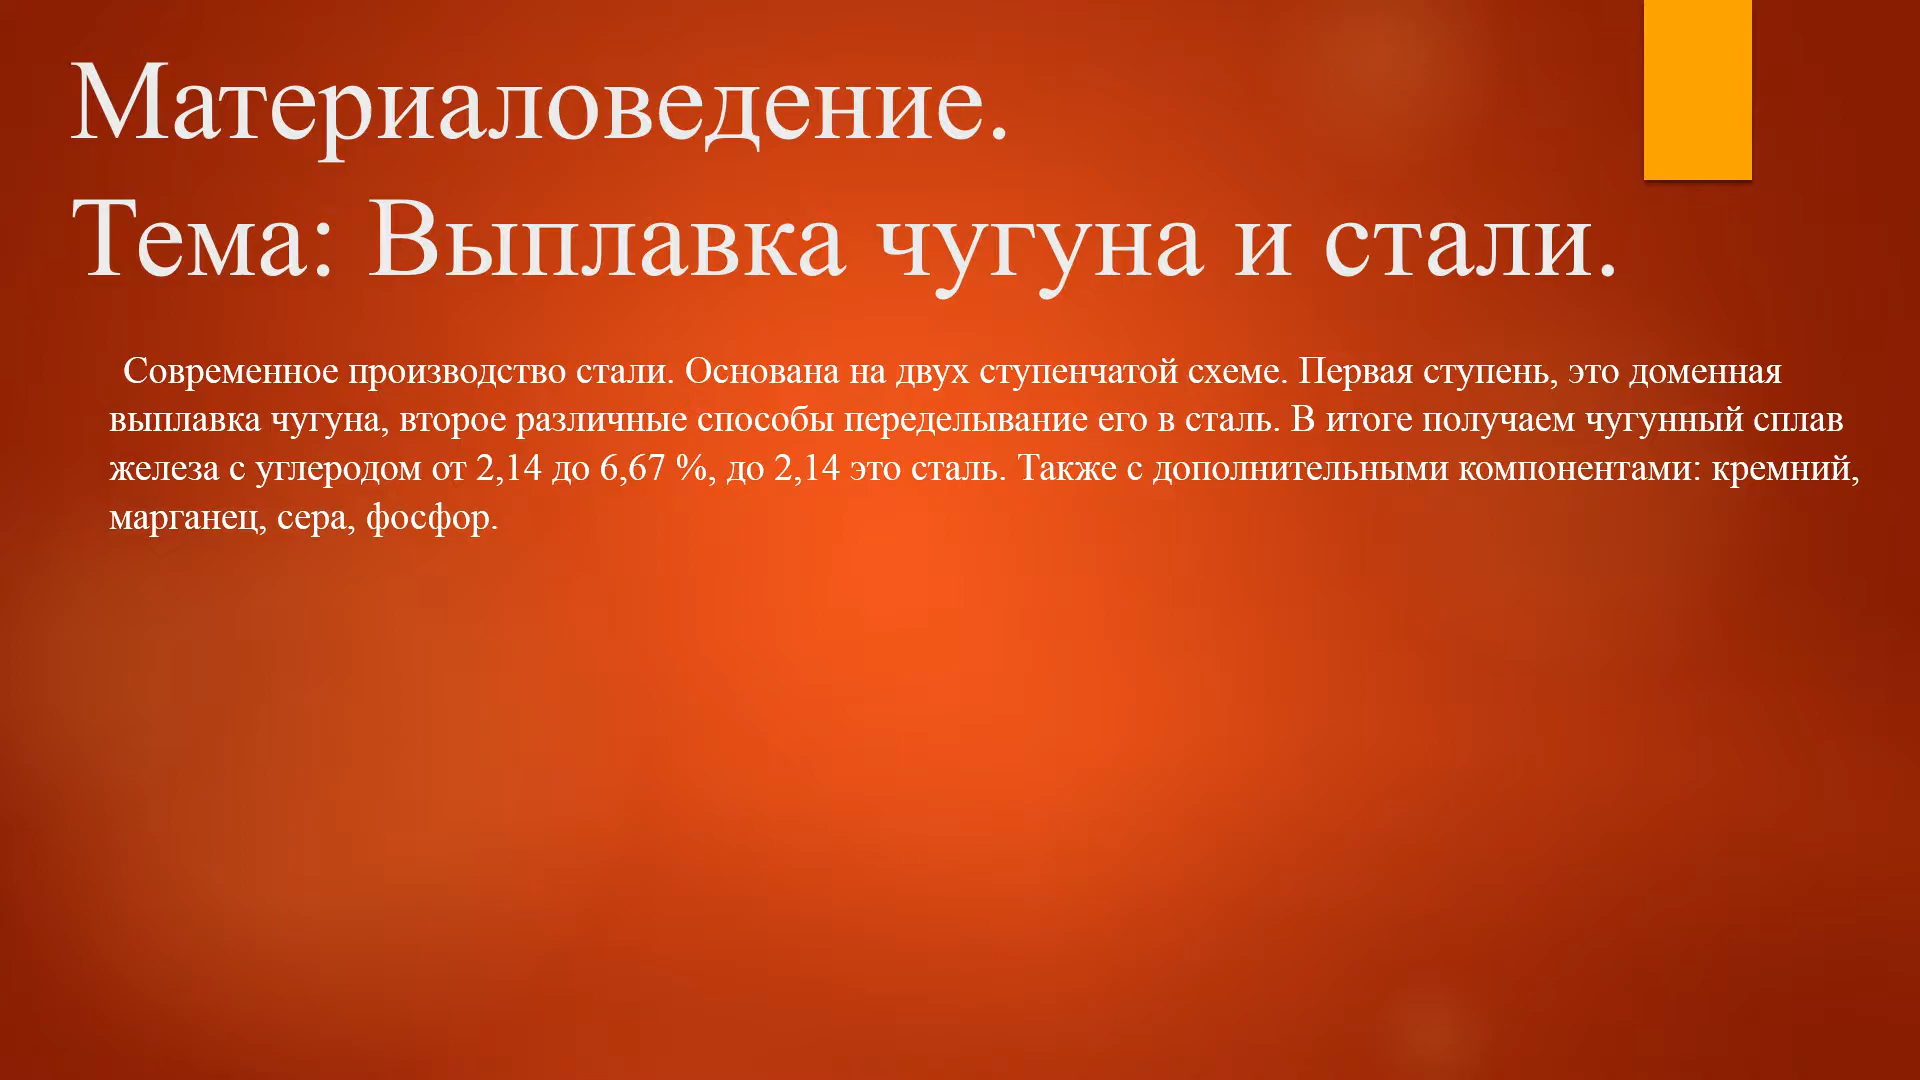 Материаловедение.
Тема: Выплавка чугуна и стали.
Современное производство стали. Основана на двух ступенчатой схеме. Первая ступень, это доменная
выплавка чугуна, второе различные способы переделывание его в сталь. В итоге получаем чугунный сплав
железа с углеродом от 2,14 до 6,67 %, до 2,14 это сталь. Также с дополнительными компонентами: кремний,
марганец, сера, фосфор.